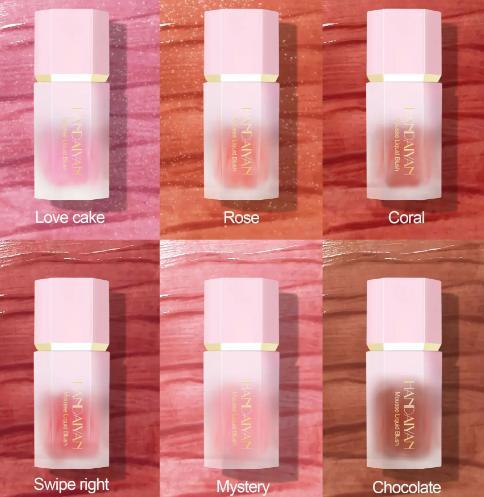 HANDAIYAN
Mousse Liquid Blush
Love cake
HANDAIYAN
Mousse Liquid Blush
Rose
HANDAIYAN
Mousse Liquid Blush
Coral
HANDAIYAN
Mousse Liquid Blush
Swipe right
HANDAIYAN
Mousse Liquid Blush
Mystery
HANDAIYAN
Mousse Liquid Blush
Chocolate